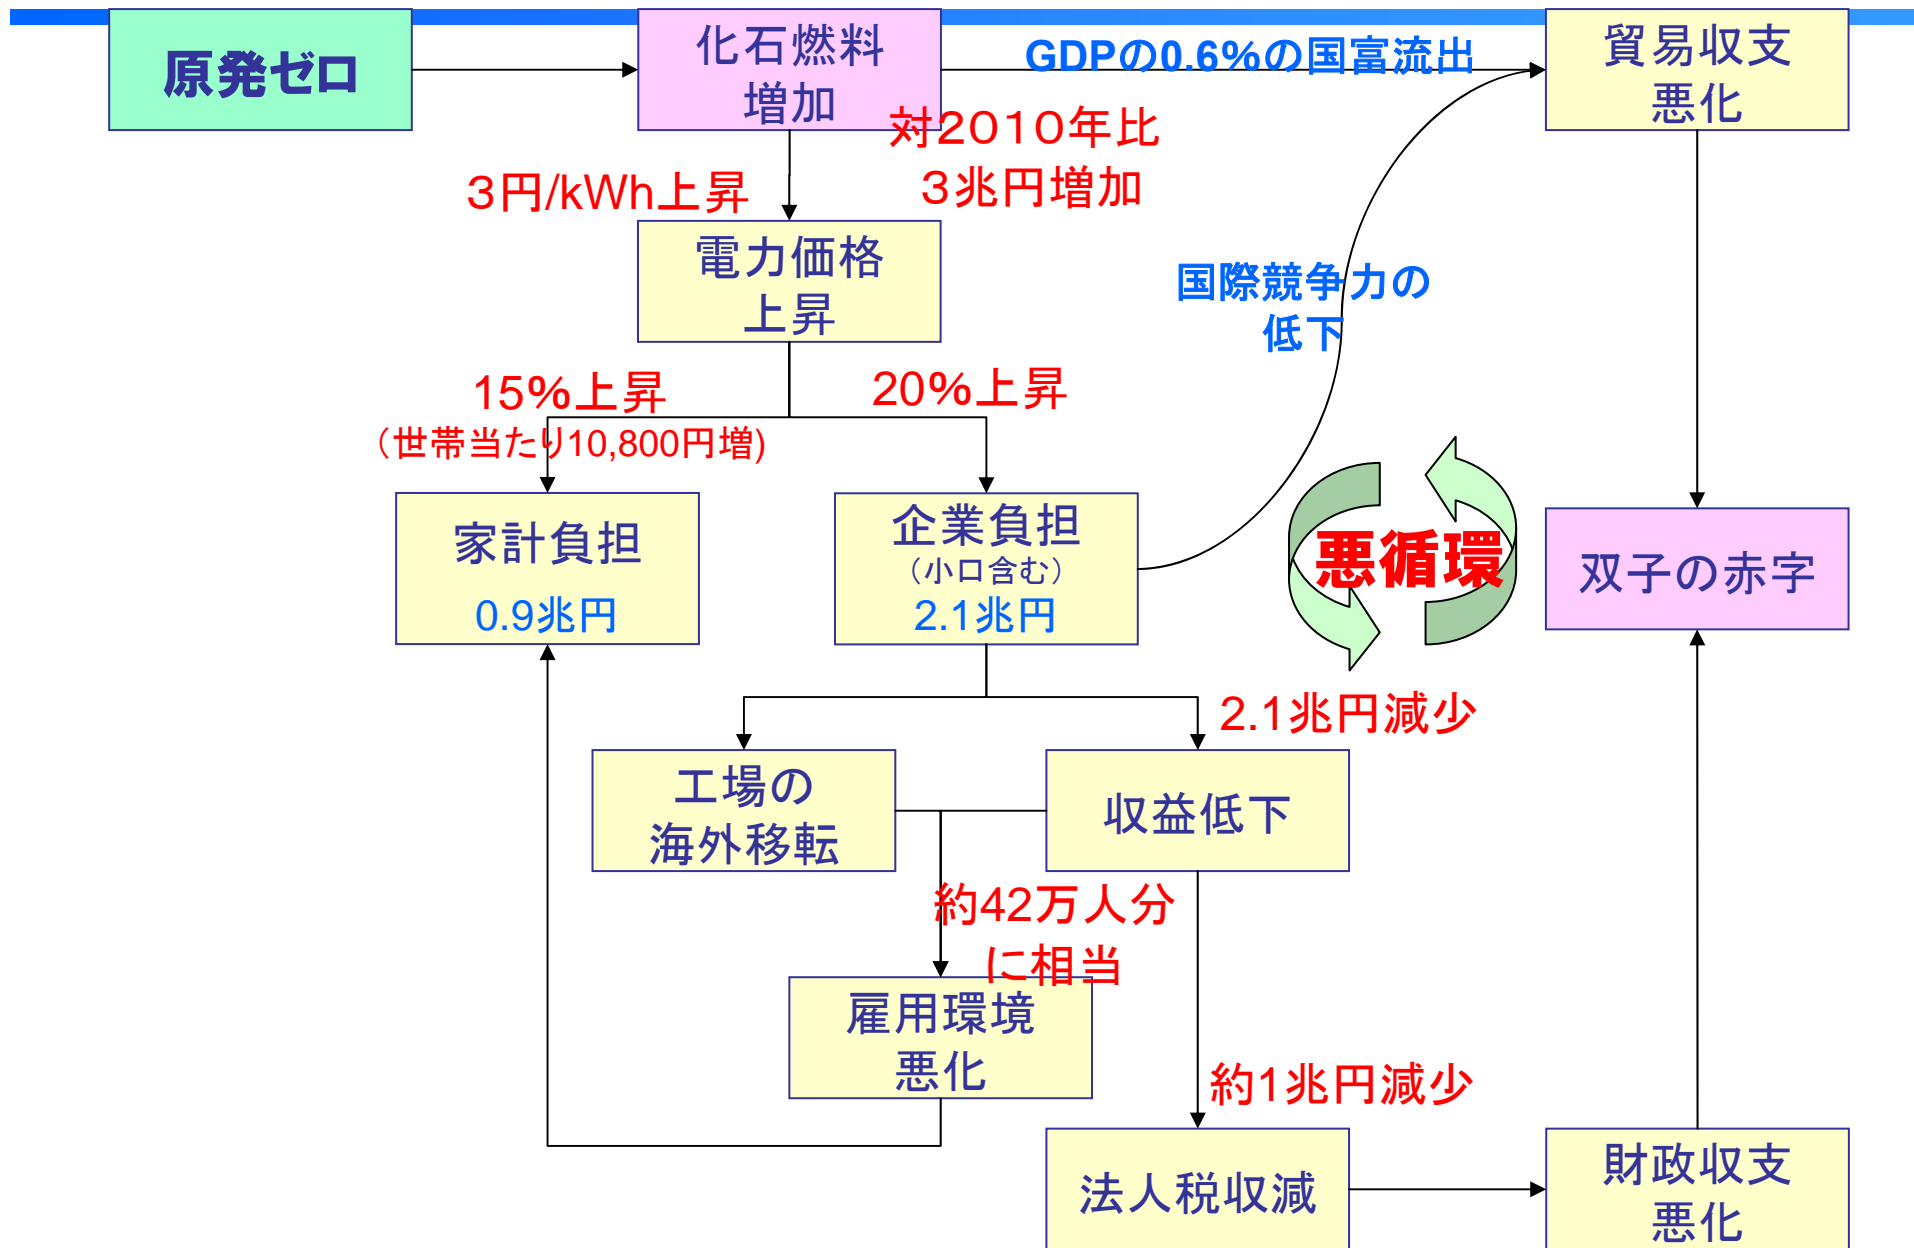 原発ゼロ
化石燃料
増加
GDPの0.6%の国富流出
貿易収支
悪化
対２０１０年比
３兆円増加
３円/kWh上昇
電力価格
上昇
国際競争力の
低下
15%上昇
（世帯当たり10,800円増)
20%上昇
家計負担
0.9兆円
企業負担
（小口含む）
2.1兆円
悪循環
双子の赤字
2.1兆円減少
工場の
海外移転
収益低下
約42万人分
に相当
雇用環境
悪化
約1兆円減少
法人税収減
財政収支
悪化